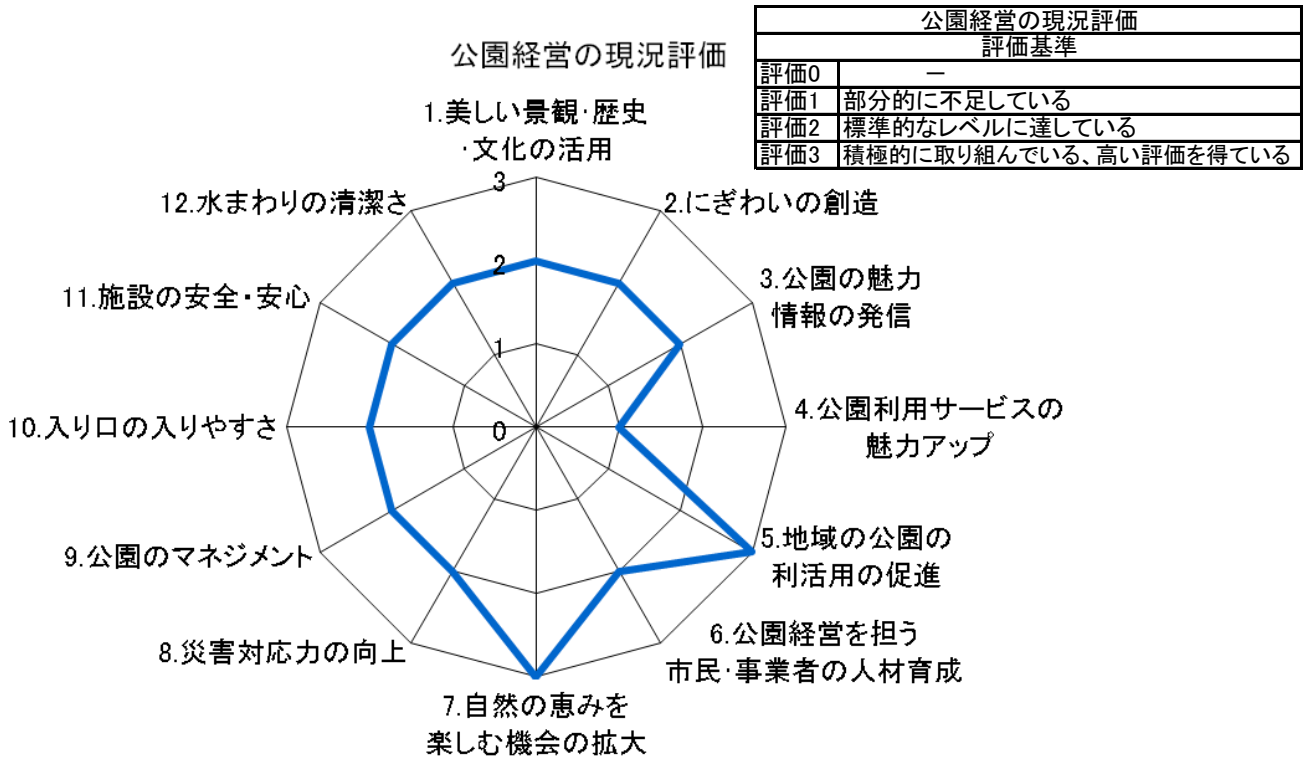 公園経営の現況評価
公園経営の現況評価
評価基準
評価0 －
評価1 部分的に不足している
評価2 標準的なレベルに達している
評価3 積極的に取り組んでいる、高い評価を得ている
1.美しい景観･歴史
･文化の活用
2.にぎわいの創造
3.公園の魅力
情報の発信
4.公園利用サービスの
魅力アップ
5.地域の公園の
利活用の促進
6.公園経営を担う
市民･事業者の人材育成
7.自然の恵みを
楽しむ機会の拡大
8.災害対応力の向上
9.公園のマネジメント
10.入り口の入りやすさ
11.施設の安全・安心
12.水まわりの清潔さ
3
2
1
0